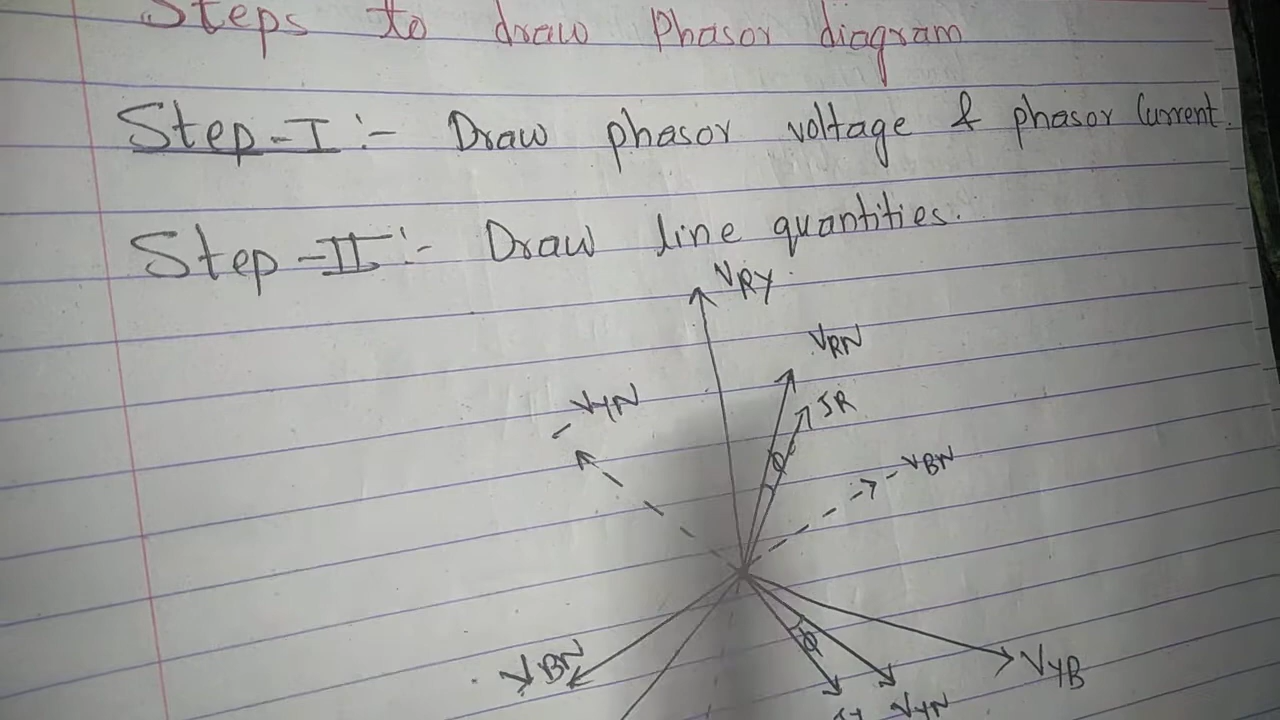 Steps to draw Phasor diagram
Step-I :- Draw phasor voltage & phasor Current.
Step-II :- Draw line quantities.
VRY
VRN
-VYN
IR
ϕ
-VBN
ϕ
VBN
VYB
IY
VYN